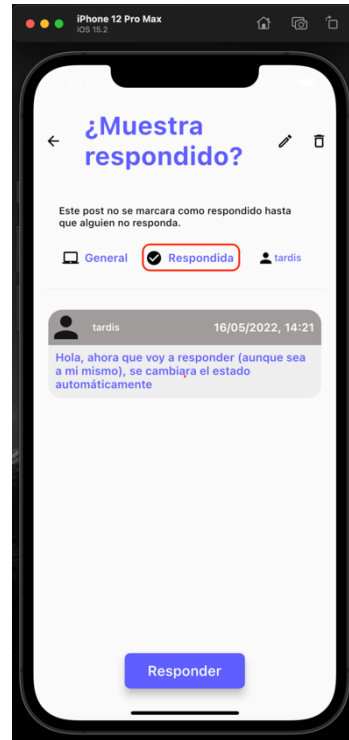 iPhone 12 Pro Max
iOS 15.2
¿Muestra
respondido?
Este post no se marcara como respondido hasta
que alguien no responda.
General
Respondida
tardis
tardis
16/05/2022, 14:21
Hola, ahora que voy a responder (aunque sea
a mi mismo), se cambiara el estado
automáticamente
Responder